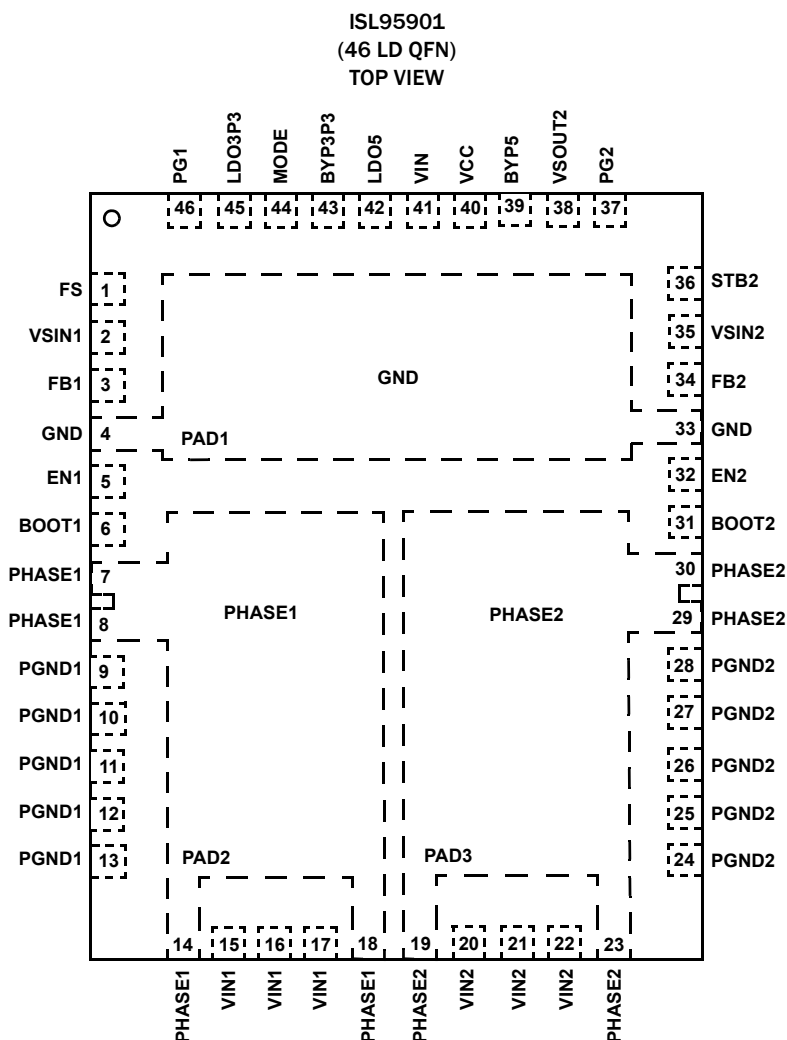 ISL95901
(46 LD QFN)
TOP VIEW
PG1
LDO3P3
MODE
BYP3P3
LDO5
VIN
VCC
BYP5
VSOUT2
PG2
46
45
44
43
42
41
40
39
38
37
FS 1
VSIN1 2
FB1 3
GND 4
EN1 5
BOOT1 6
PHASE1 7
PHASE1 8
PGND1 9
PGND1 10
PGND1 11
PGND1 12
PGND1 13
GND
PAD1
PHASE1
PHASE2
PAD2
PAD3
36 STB2
35 VSIN2
34 FB2
33 GND
32 EN2
31 BOOT2
30 PHASE2
29 PHASE2
28 PGND2
27 PGND2
26 PGND2
25 PGND2
24 PGND2
14
15
16
17
18
19
20
21
22
23
PHASE1
VIN1
VIN1
VIN1
PHASE1
PHASE2
VIN2
VIN2
VIN2
PHASE2